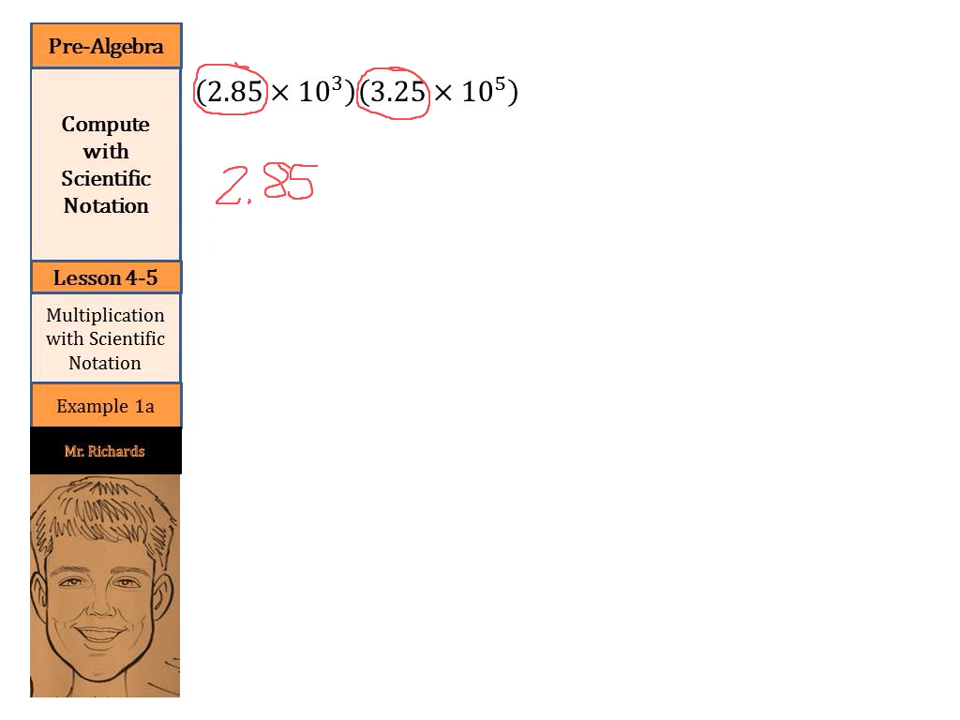 Pre-Algebra
Compute
with
Scientific
Notation
Lesson 4-5
Multiplication
with Scientific
Notation
Example 1a
Mr. Richards
(2.85 × 10³)(3.25 × 10⁵)
2.85